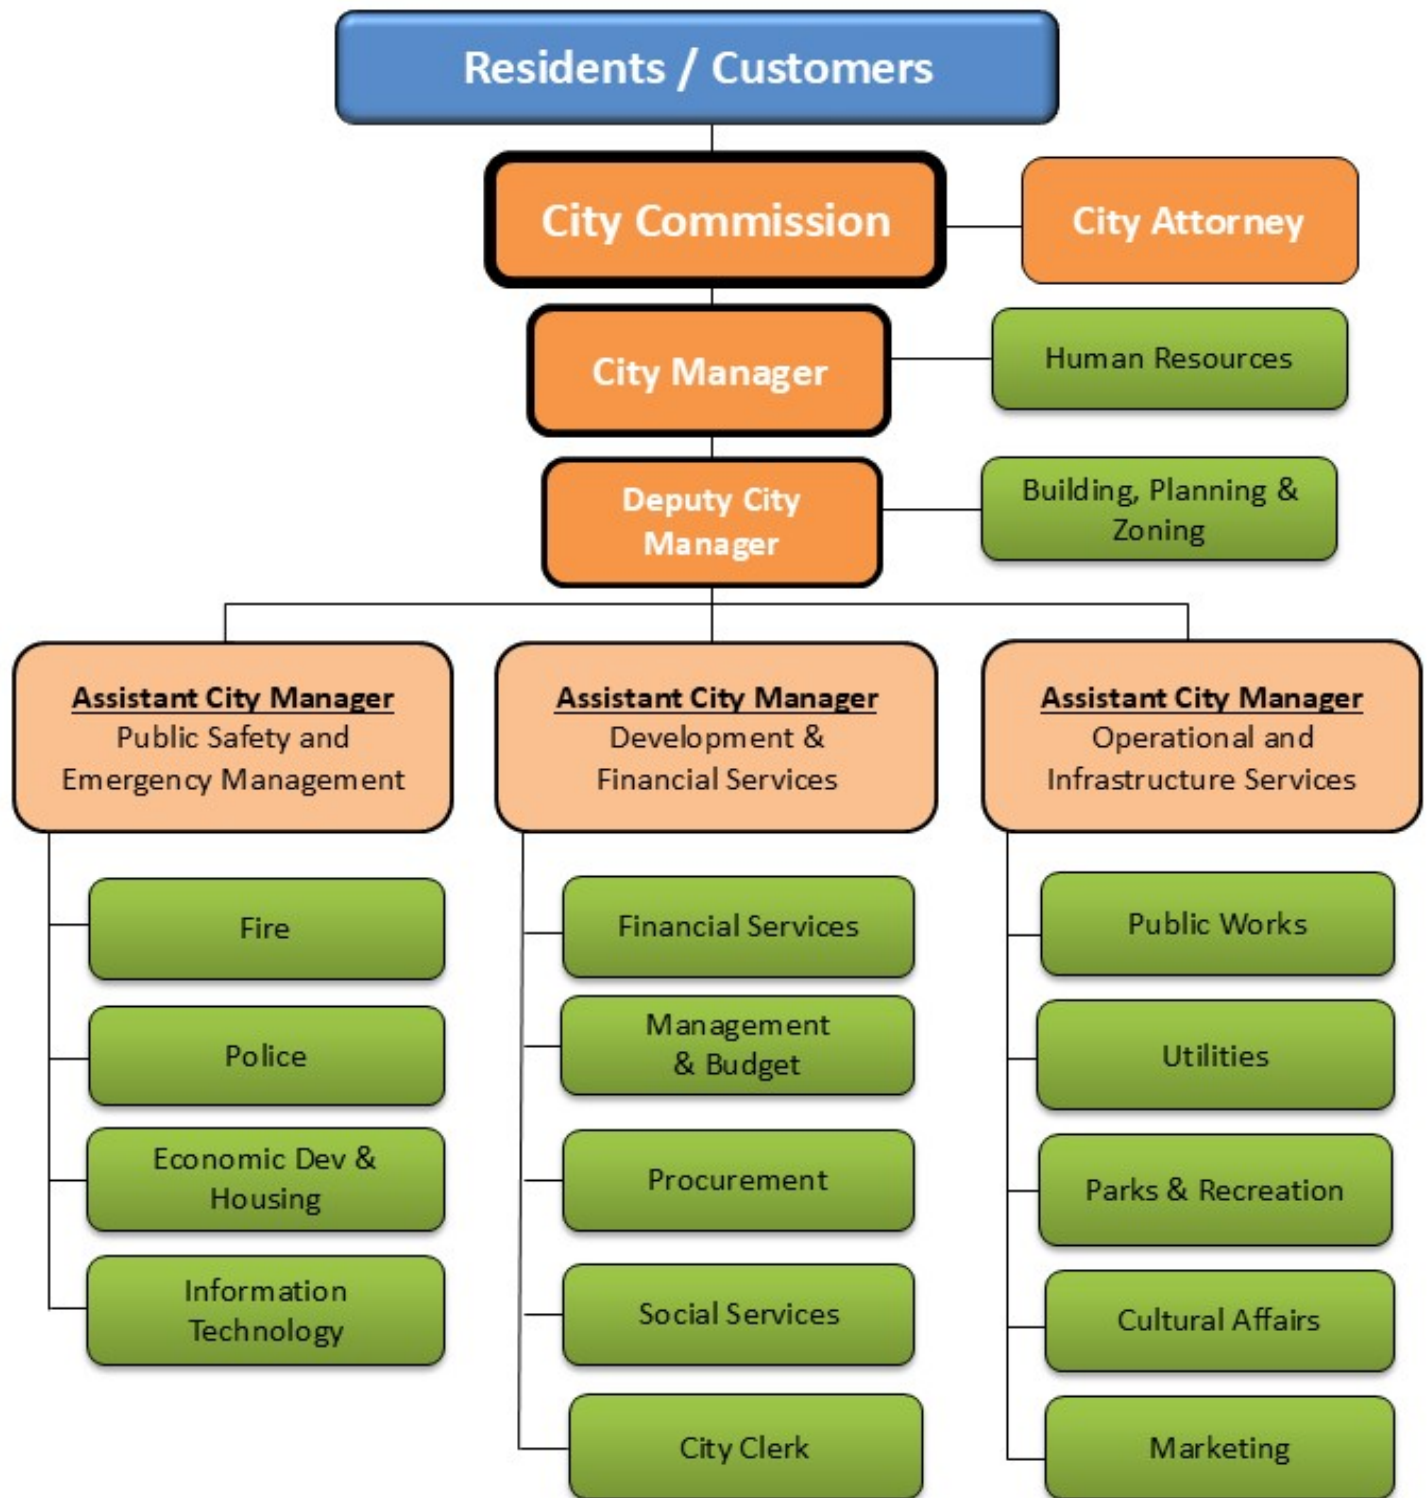 Residents / Customers
City Commission
City Attorney
City Manager
Human Resources
Deputy City
Manager
Building, Planning &
Zoning
Assistant City Manager
Public Safety and
Emergency Management
Assistant City Manager
Development &
Financial Services
Assistant City Manager
Operational and
Infrastructure Services
Fire
Police
Economic Dev &
Housing
Information
Technology
Financial Services
Management
& Budget
Procurement
Social Services
City Clerk
Public Works
Utilities
Parks & Recreation
Cultural Affairs
Marketing